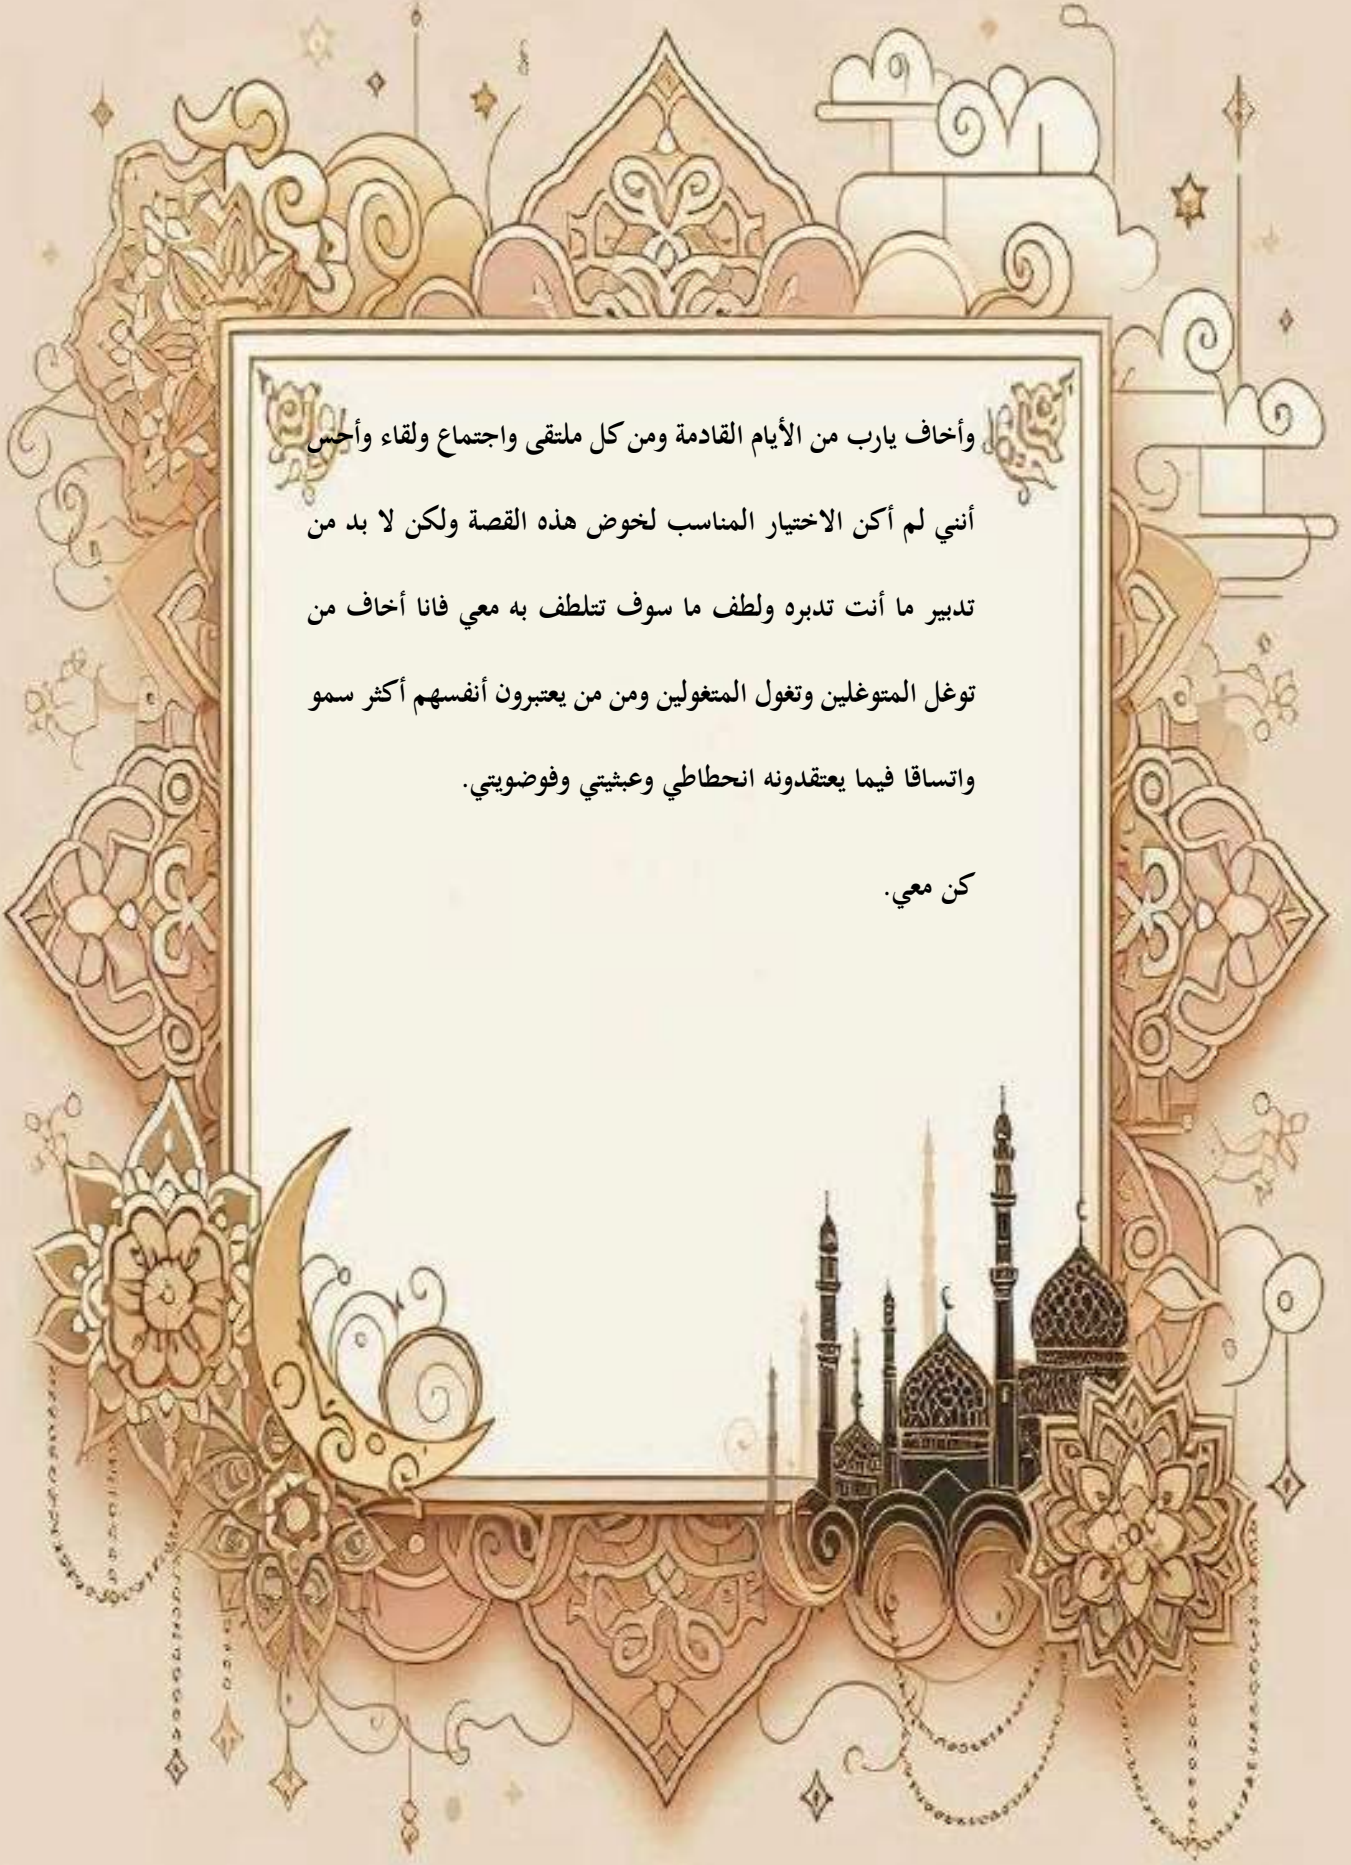 وأخاف يارب من الأيام القادمة ومن كل ملتقى واجتماع ولقاء وأحس
أنني لم أكن الاختيار المناسب لخوض هذه القصة ولكن لا بد من
تدبير ما أنت تدبره ولطف ما سوف تتلطف به معي فانا أخاف من
توغل المتوغلين وتغول المتغولين ومن من يعتبرون أنفسهم أكثر سمو
واتساقا فيما يعتقدونه انحطاطي وعبثيتي وفوضويتي.
كن معي.